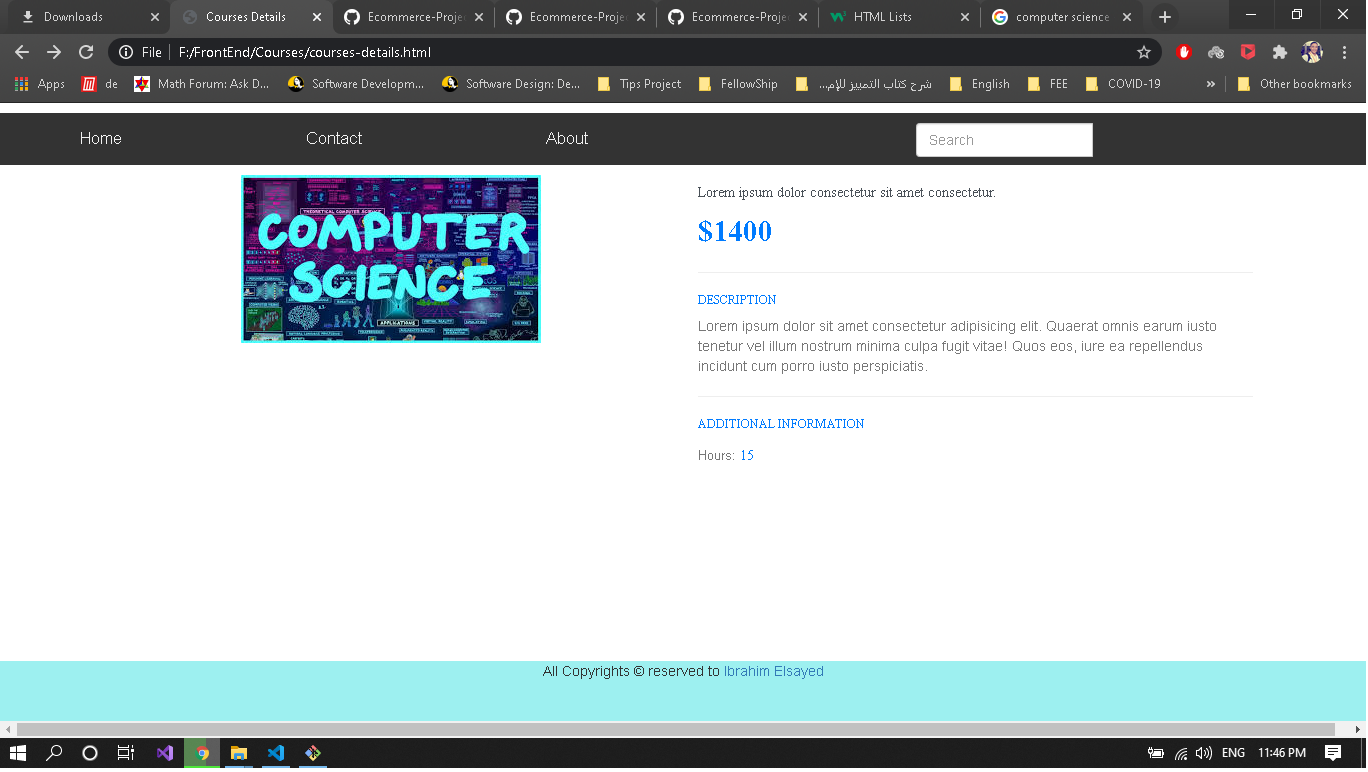 Downloads
Courses Details
Ecommerce-Proje
Ecommerce-Proje
Ecommerce-Proje
HTML Lists
computer science
File
F:/FrontEnd/Courses/courses-details.html
Apps
de
Math Forum: Ask D...
Software Developm...
Software Design: De...
Tips Project
FellowShip
شرح كتاب التمييز للإم...
English
FEE
COVID-19
»
Other bookmarks
Home
Contact
About
Search
THEORETICAL COMPUTER SCIENCE
COMPUTER
SCIENCE
APPLICATIONS
Lorem ipsum dolor consectetur sit amet consectetur.
$1400
DESCRIPTION
Lorem ipsum dolor sit amet consectetur adipisicing elit. Quaerat omnis earum iusto
tenetur vel illum nostrum minima culpa fugit vitae! Quos eos, iure ea repellendus
incidunt cum porro iusto perspiciatis.
ADDITIONAL INFORMATION
Hours: 15
All Copyrights © reserved to Ibrahim Elsayed
ENG
11:46 PM